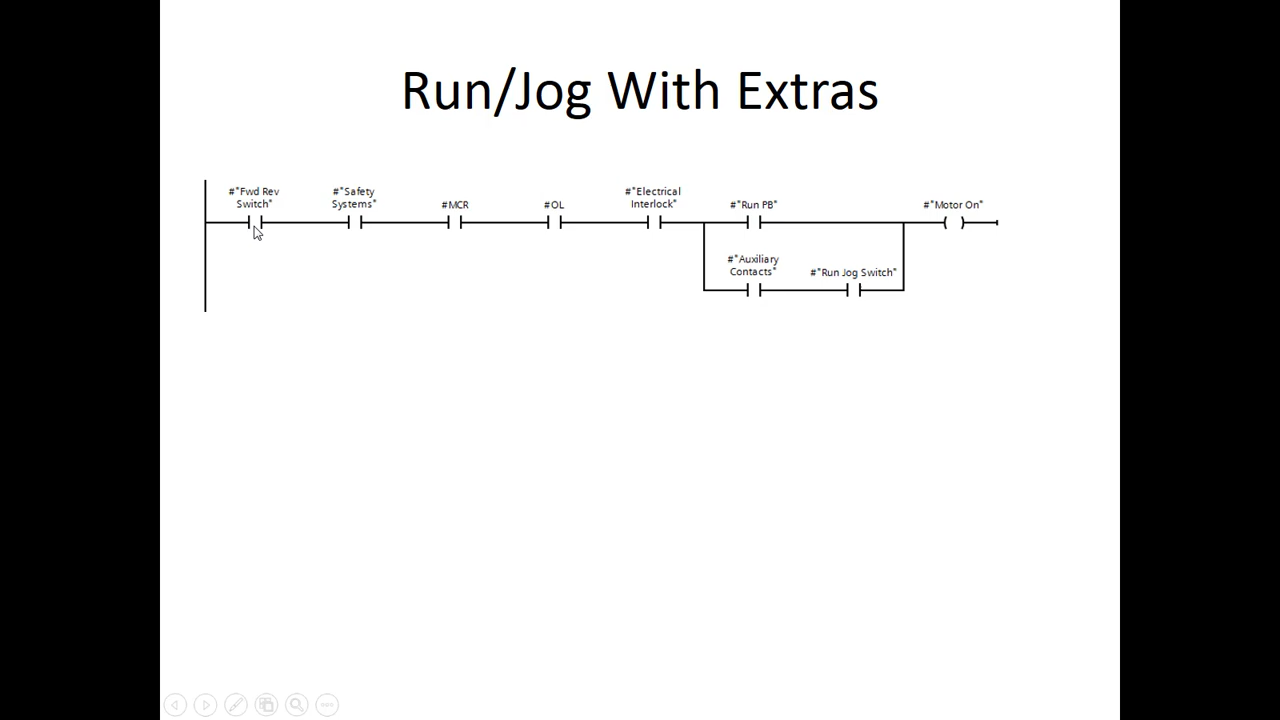 Run/Jog With Extras
#"Fwd Rev
Switch"
#"Safety
Systems"
#MCR
#OL
#"Electrical
Interlock"
#"Run PB"
#"Motor On"
#"Auxiliary
Contacts"
#"Run Jog Switch"